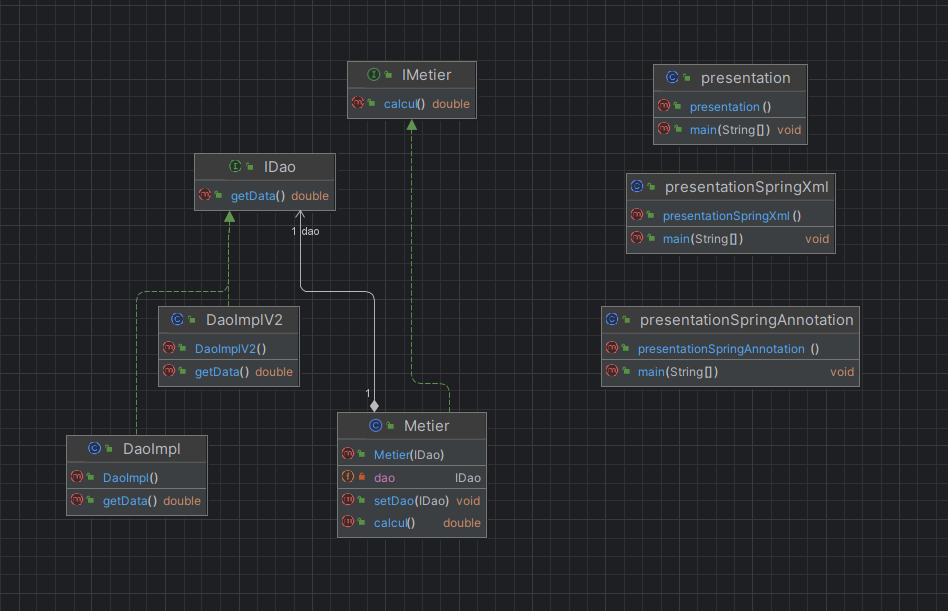 IMetier
calcul() double
IDao
getData() double
1 dao
DaoImplV2
DaoImplV2()
getData() double
DaoImpl
DaoImpl()
getData() double
1
Metier
Metier(IDao)
dao IDao
setDao(IDao) void
calcul() double
presentation
presentation ()
main(String[]) void
presentationSpringXml
presentationSpringXml ()
main(String[]) void
presentationSpringAnnotation
presentationSpringAnnotation ()
main(String[]) void